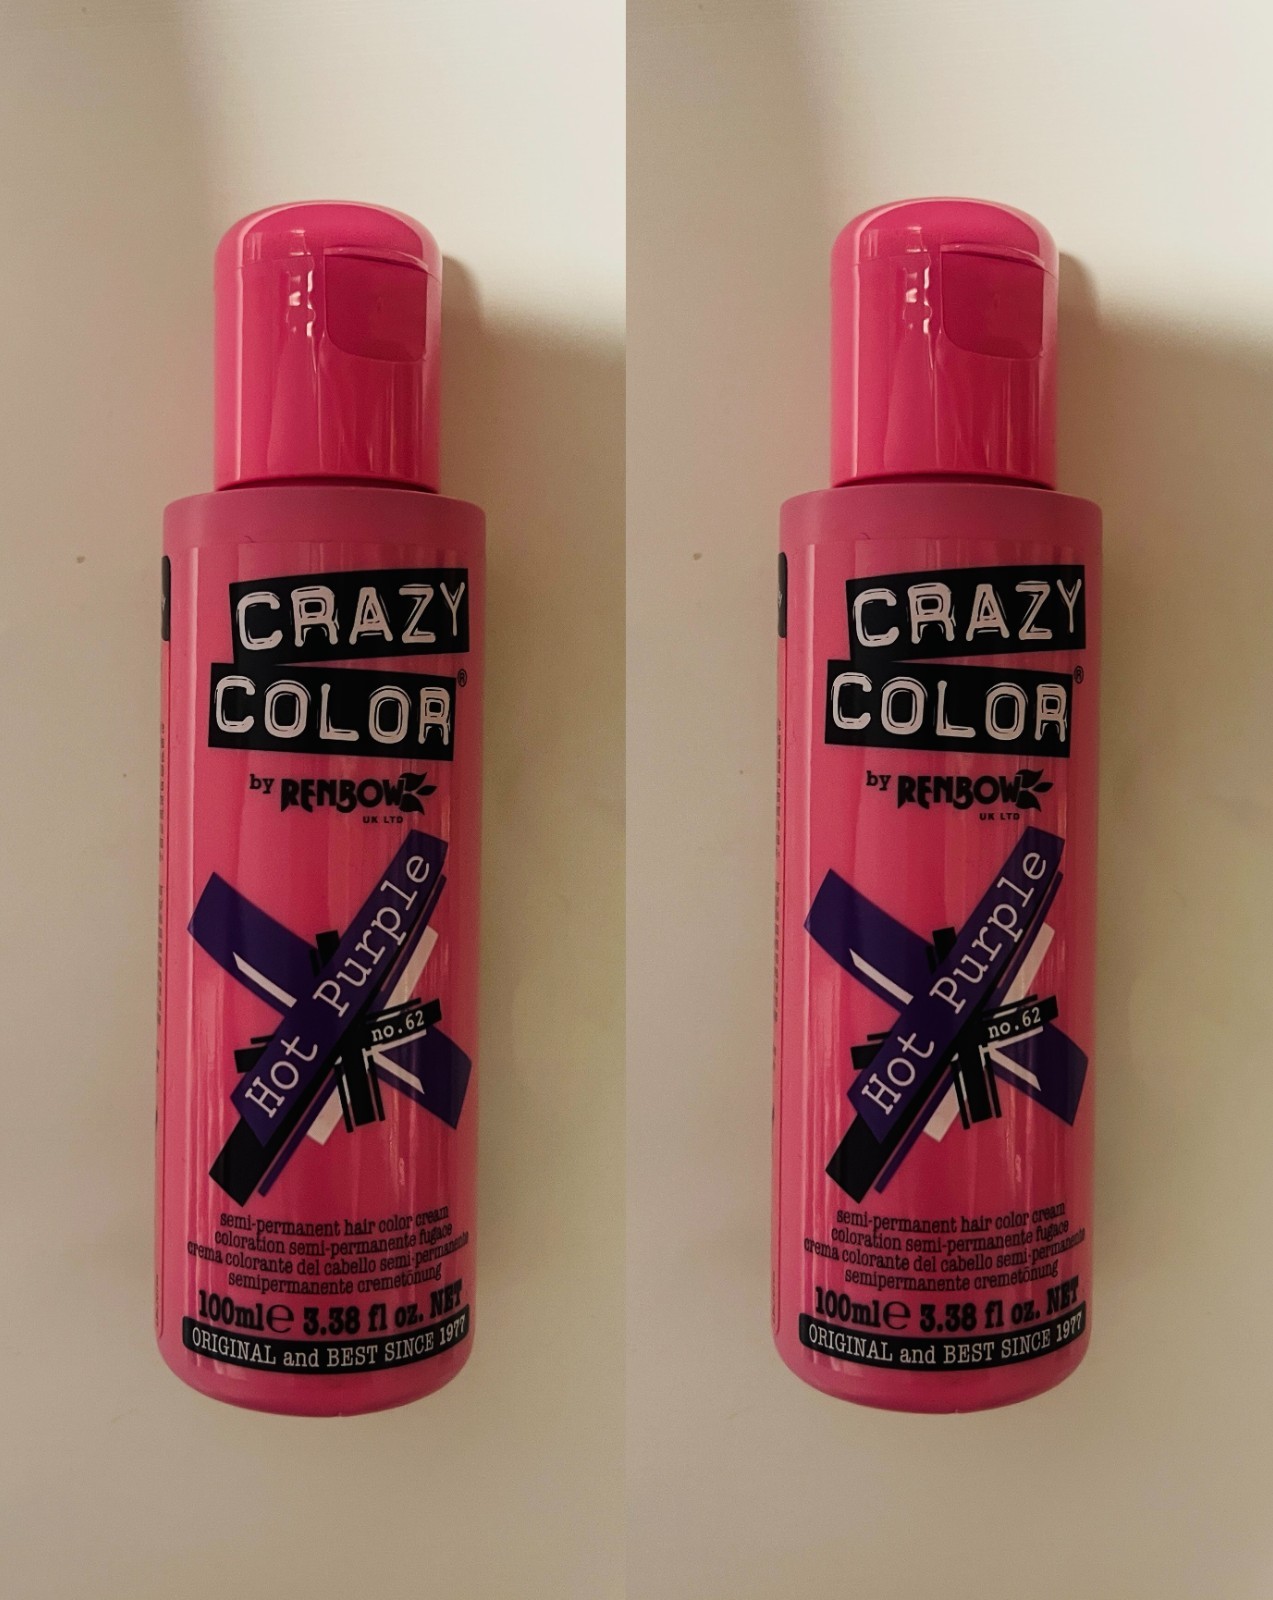 CRAZY
COLOR®
by RENBOW
UK LTD
Hot Purple
no.62
semi-permanent hair color cream
coloration semi-permanente fugace
crema colorante del cabello semi-permanente
semipermanente cremetönung
100ml℮ 3.38 fl oz. NET
ORIGINAL and BEST SINCE 1977
CRAZY
COLOR®
by RENBOW
UK LTD
Hot Purple
no.62
semi-permanent hair color cream
coloration semi-permanente fugace
crema colorante del cabello semi-permanente
semipermanente cremetönung
100ml℮ 3.38 fl oz. NET
ORIGINAL and BEST SINCE 1977